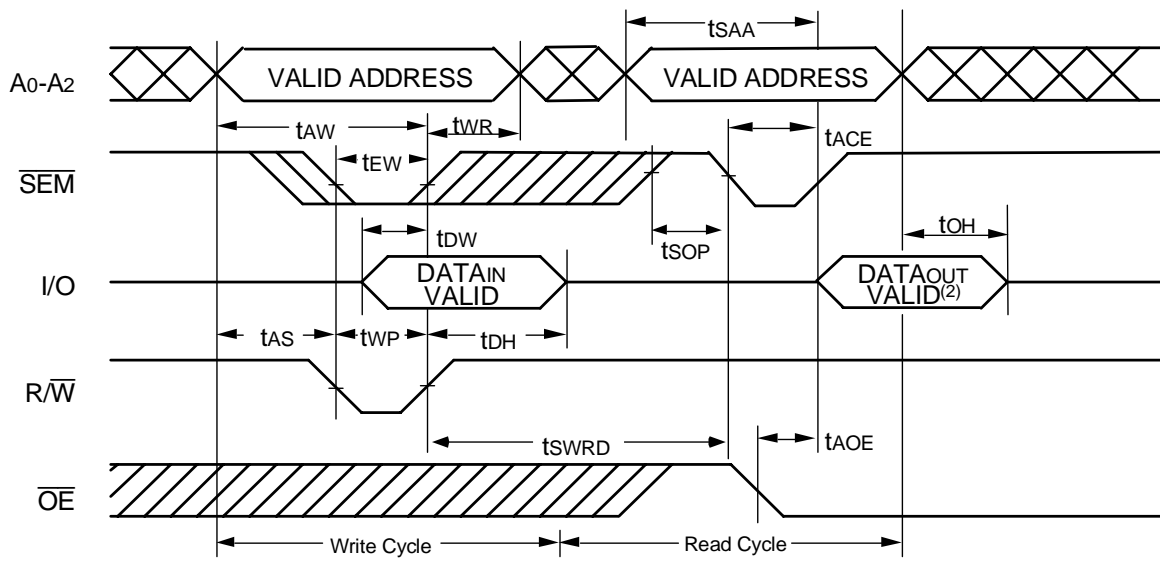 tSAA
A0-A2
VALID ADDRESS
VALID ADDRESS
tAW
tWR
tACE
tEW
SEM
tDW
tSOP
tOH
I/O
DATAIN
VALID
DATAOUT
VALID(2)
tAS
tWP
tDH
R/W
tSWRD
tAOE
OE
Write Cycle
Read Cycle